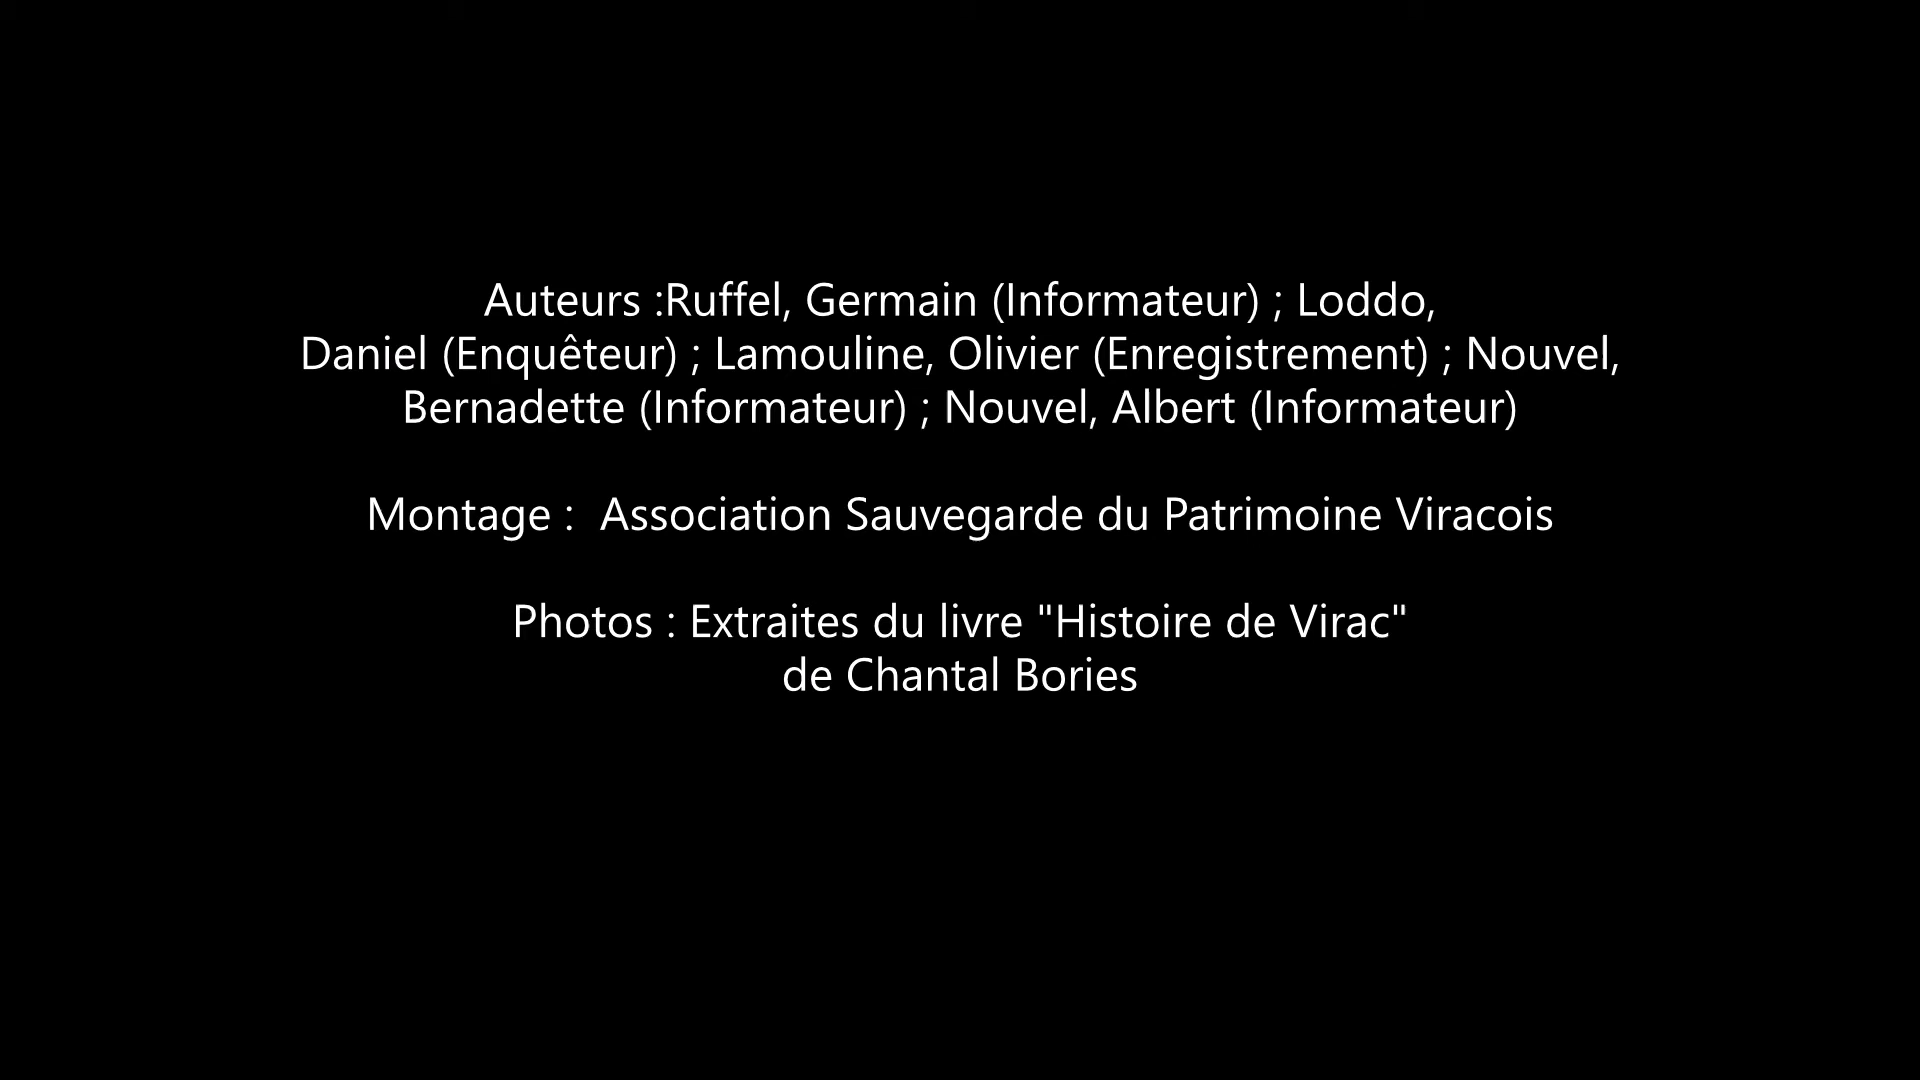 Auteurs :Ruffel, Germain (Informateur) ; Loddo,
Daniel (Enquêteur) ; Lamouline, Olivier (Enregistrement) ; Nouvel,
Bernadette (Informateur) ; Nouvel, Albert (Informateur)
Montage :  Association Sauvegarde du Patrimoine Viracois
Photos : Extraites du livre "Histoire de Virac"
de Chantal Bories